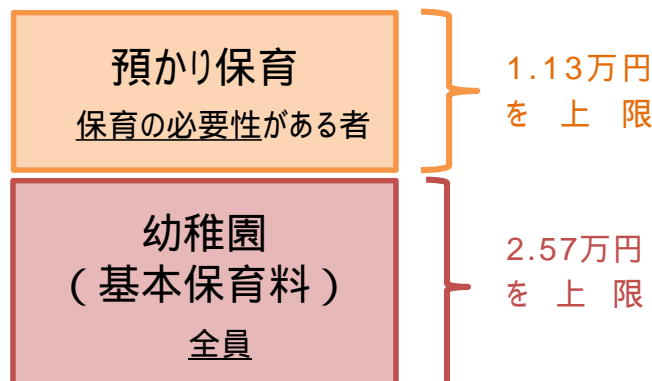 預かり保育
保育の必要性がある者
1.13万円
を上限
幼稚園
(基本保育料)
全員
2.57万円
を上限